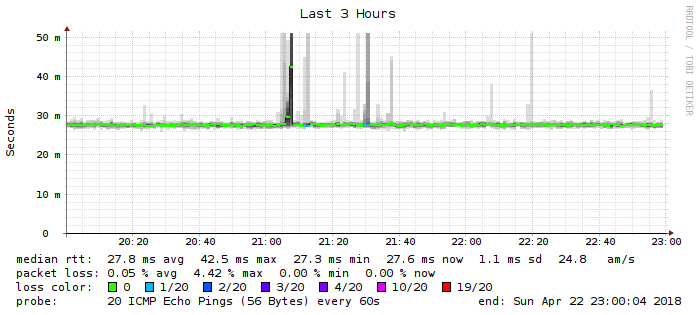 Last 3 Hours
RRDTOOL / TOBI OETIKER
Seconds
50 m
40 m
30 m
20 m
10 m
0
20:20 20:40 21:00 21:20 21:40 22:00 22:20 22:40 23:00
median rtt: 27.8 ms avg 42.5 ms max 27.3 ms min 27.6 ms now 1.1 ms sd 24.8 am/s
packet loss: 0.05 % avg 4.42 % max 0.00 % min 0.00 % now
loss color: 0 1/20 2/20 3/20 4/20 10/20 19/20
probe: 20 ICMP Echo Pings (56 Bytes) every 60s end: Sun Apr 22 23:00:04 2018